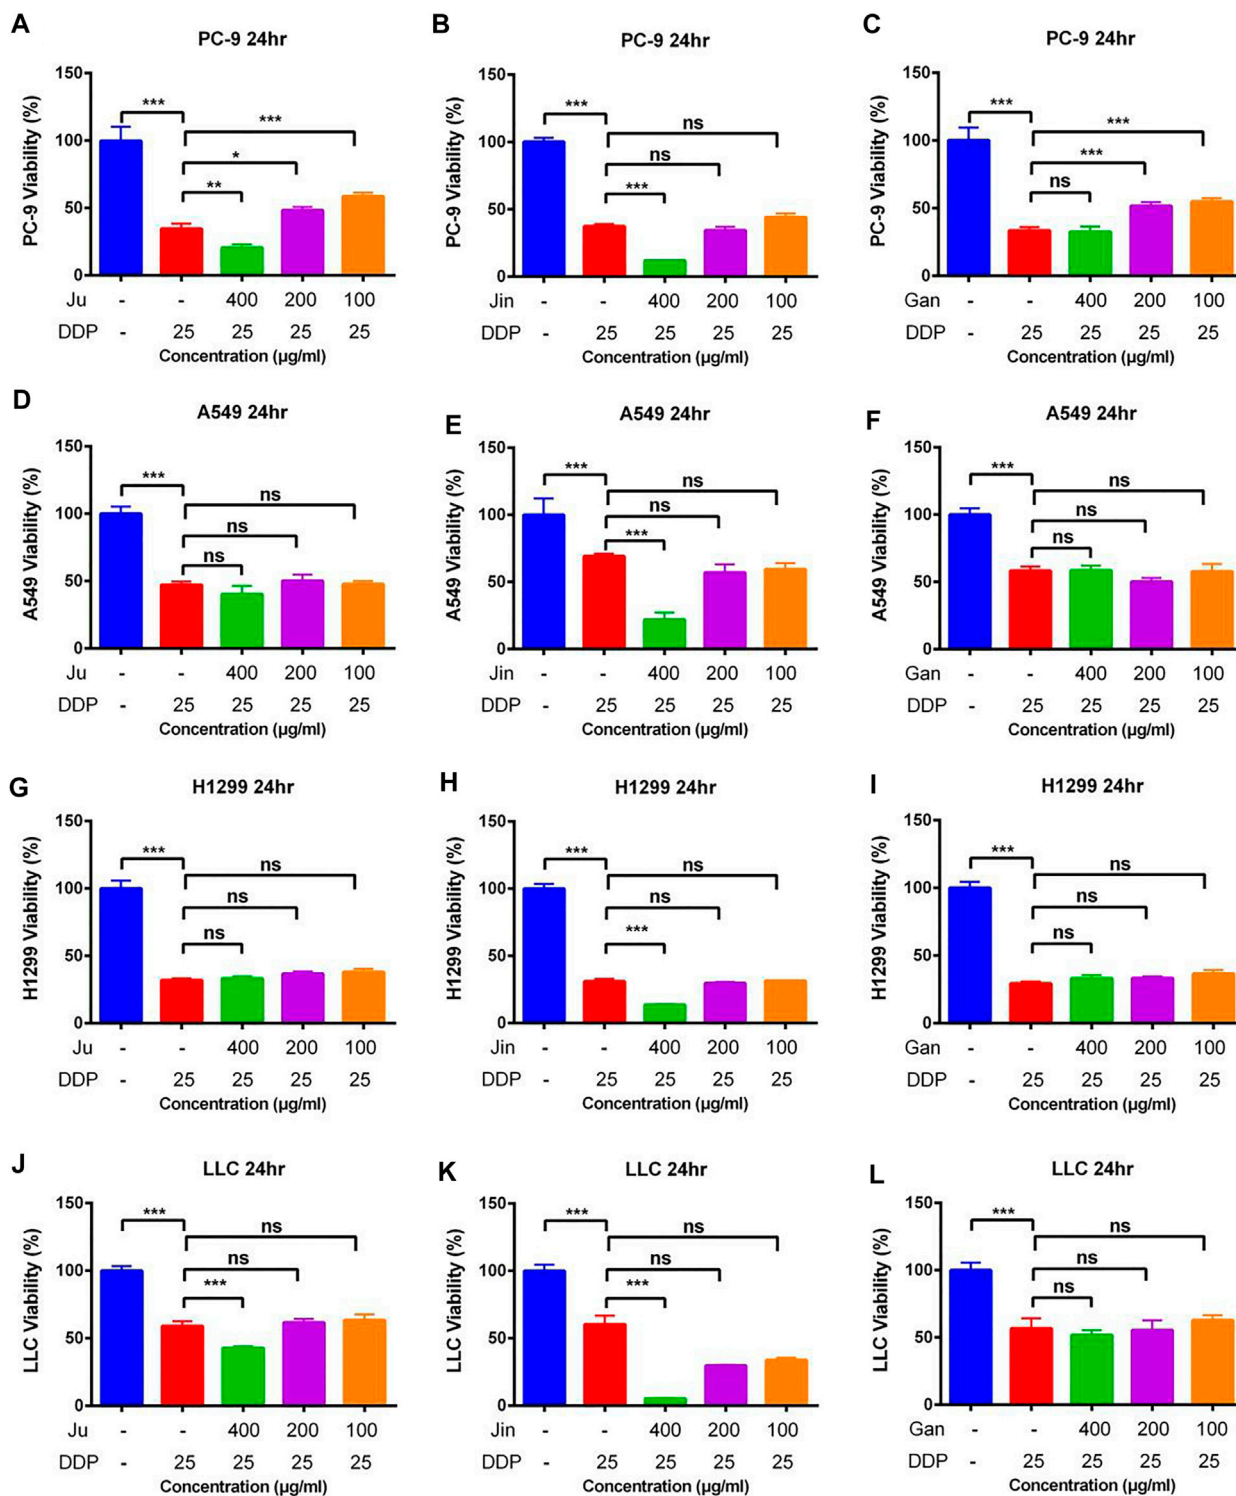 A
PC-9 24hr
PC-9 Viability (%)
150
100
50
0
***
***
*
**
Ju - - 400 200 100
DDP - 25 25 25 25
Concentration (µg/ml)
B
PC-9 24hr
PC-9 Viability (%)
150
100
50
0
***
ns
ns
***
Jin - - 400 200 100
DDP - 25 25 25 25
Concentration (µg/ml)
C
PC-9 24hr
PC-9 Viability (%)
150
100
50
0
***
***
***
ns
Gan - - 400 200 100
DDP - 25 25 25 25
Concentration (µg/ml)
D
A549 24hr
A549 Viability (%)
150
100
50
0
***
ns
ns
ns
Ju - - 400 200 100
DDP - 25 25 25 25
Concentration (µg/ml)
E
A549 24hr
A549 Viability (%)
150
100
50
0
***
ns
ns
***
Jin - - 400 200 100
DDP - 25 25 25 25
Concentration (µg/ml)
F
A549 24hr
A549 Viability (%)
150
100
50
0
***
ns
ns
ns
Gan - - 400 200 100
DDP - 25 25 25 25
Concentration (µg/ml)
G
H1299 24hr
H1299 Viability (%)
150
100
50
0
***
ns
ns
ns
Ju - - 400 200 100
DDP - 25 25 25 25
Concentration (µg/ml)
H
H1299 24hr
H1299 Viability (%)
150
100
50
0
***
ns
ns
***
Jin - - 400 200 100
DDP - 25 25 25 25
Concentration (µg/ml)
I
H1299 24hr
H1299 Viability (%)
150
100
50
0
***
ns
ns
ns
Gan - - 400 200 100
DDP - 25 25 25 25
Concentration (µg/ml)
J
LLC 24hr
LLC Viability (%)
150
100
50
0
***
ns
ns
***
Ju - - 400 200 100
DDP - 25 25 25 25
Concentration (µg/ml)
K
LLC 24hr
LLC Viability (%)
150
100
50
0
***
ns
ns
***
Jin - - 400 200 100
DDP - 25 25 25 25
Concentration (µg/ml)
L
LLC 24hr
LLC Viability (%)
150
100
50
0
***
ns
ns
ns
Gan - - 400 200 100
DDP - 25 25 25 25
Concentration (µg/ml)